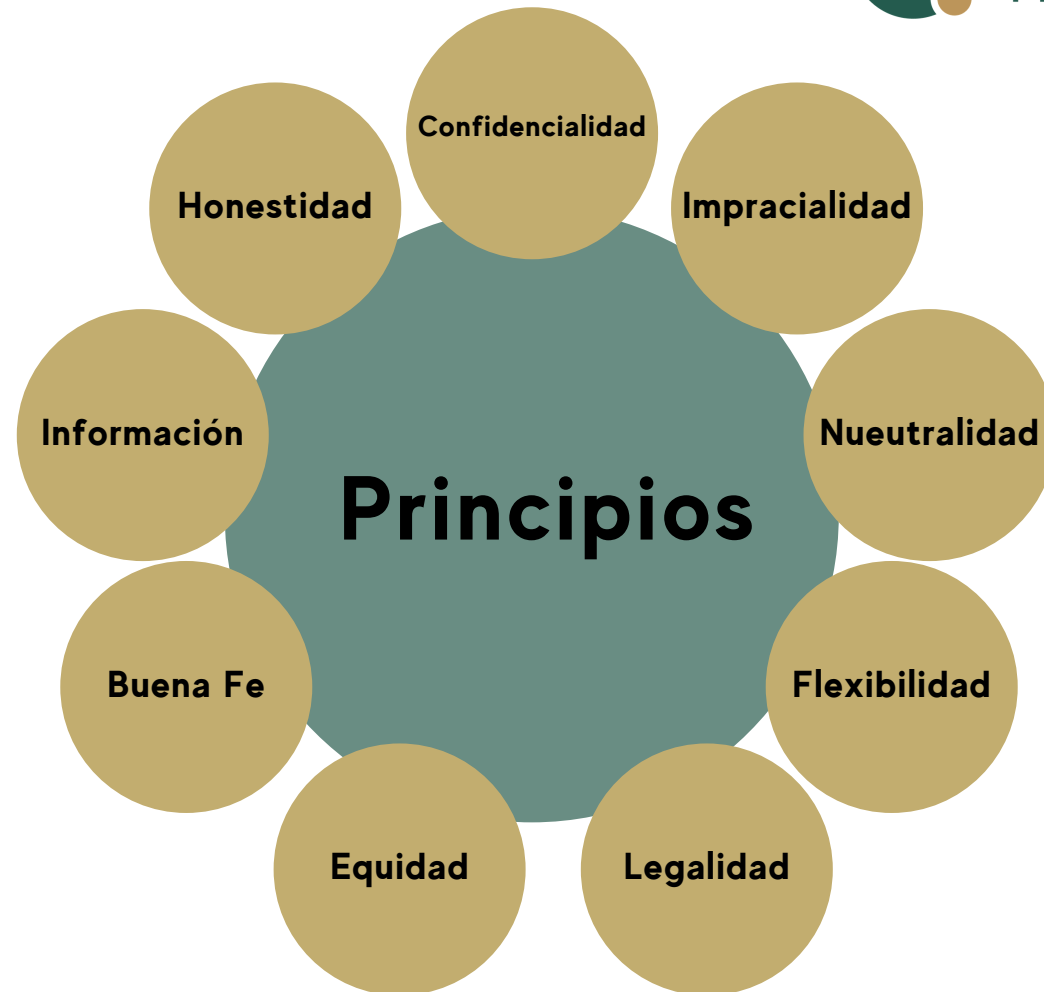 Confidencialidad
Honestidad
Impracialidad
Información
Nueutralidad
Principios
Buena Fe
Flexibilidad
Equidad
Legalidad